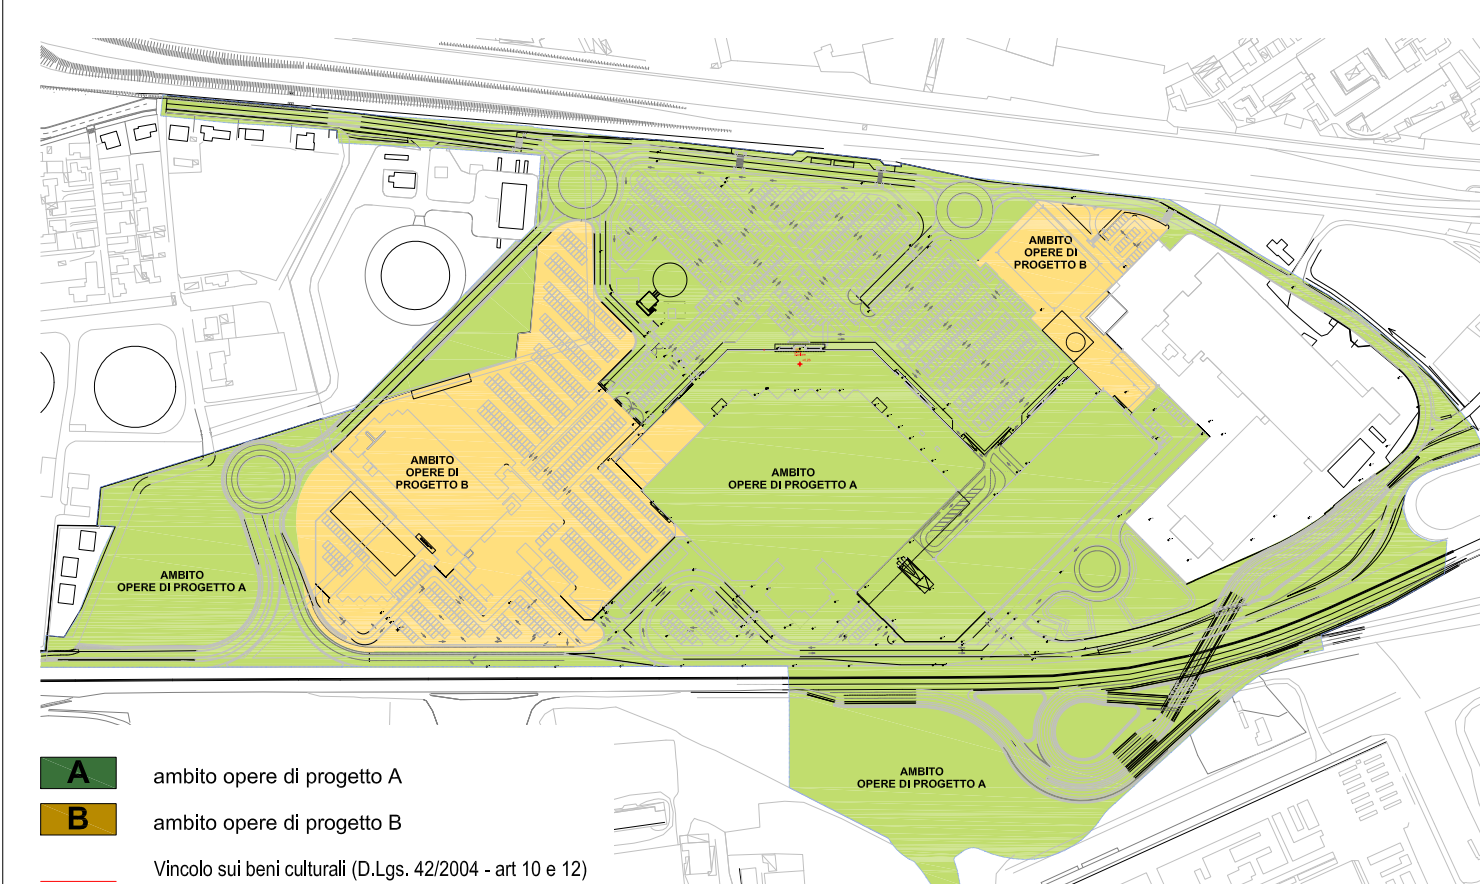 AMBITO
OPERE DI
PROGETTO B
AMBITO
OPERE DI
PROGETTO B
AMBITO
OPERE DI PROGETTO A
AMBITO
OPERE DI PROGETTO A
AMBITO
OPERE DI PROGETTO A
A
ambito opere di progetto A
B
ambito opere di progetto B
Vincolo sui beni culturali (D.Lgs. 42/2004 - art 10 e 12)